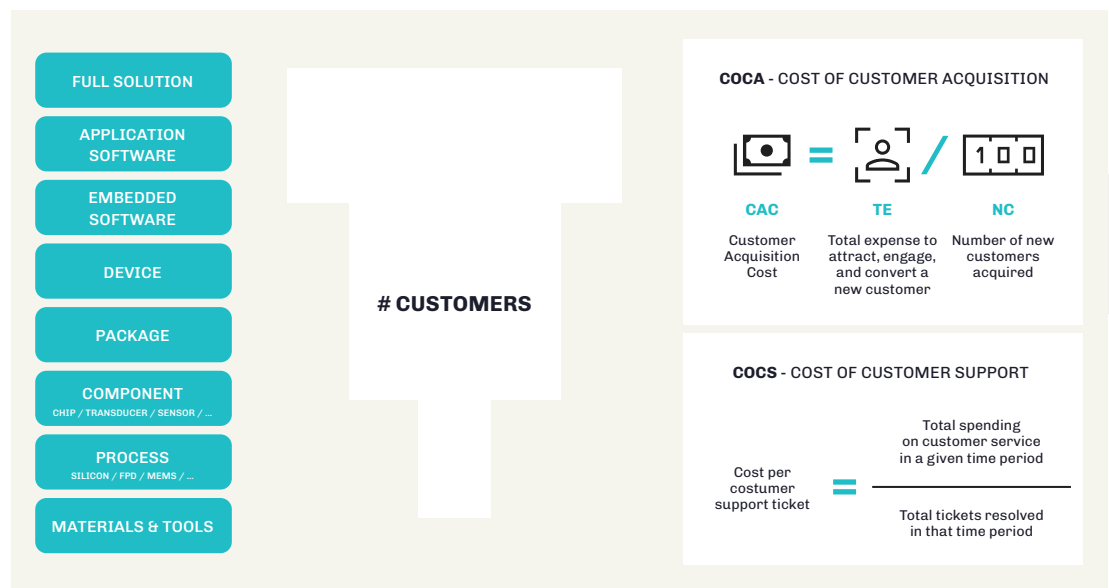 FULL SOLUTION
APPLICATION
SOFTWARE
EMBEDDED
SOFTWARE
DEVICE
PACKAGE
COMPONENT
CHIP / TRANSDUCER / SENSOR / ...
PROCESS
SILICON / FPD / MEMS / ...
MATERIALS & TOOLS
# CUSTOMERS
COCA - COST OF CUSTOMER ACQUISITION
= / 100
CAC
Customer
Acquisition
Cost
TE
Total expense to
attract, engage,
and convert a
new customer
NC
Number of new
customers
acquired
COCS - COST OF CUSTOMER SUPPORT
Cost per
costumer
support ticket
=
Total spending
on customer service
in a given time period
Total tickets resolved
in that time period